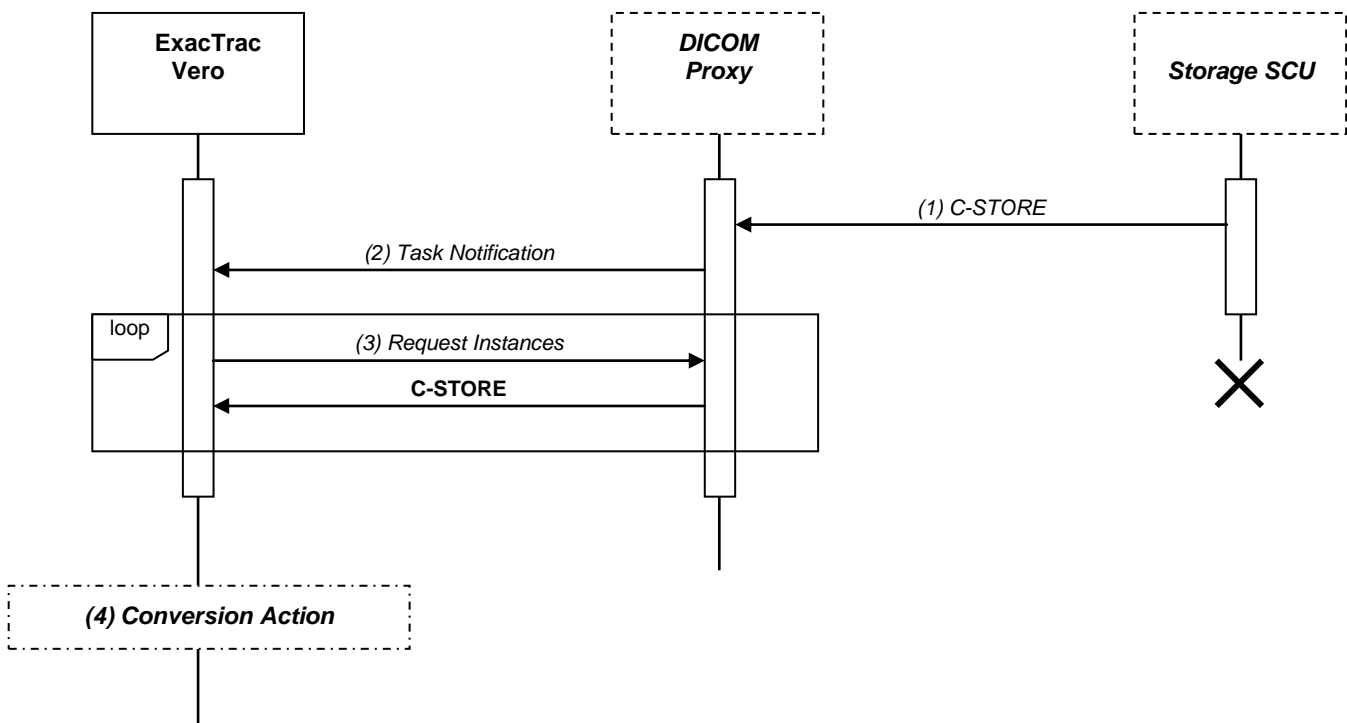 ExacTrac
Vero
DICOM
Proxy
Storage SCU
(1) C-STORE
(2) Task Notification
loop
(3) Request Instances
C-STORE
(4) Conversion Action